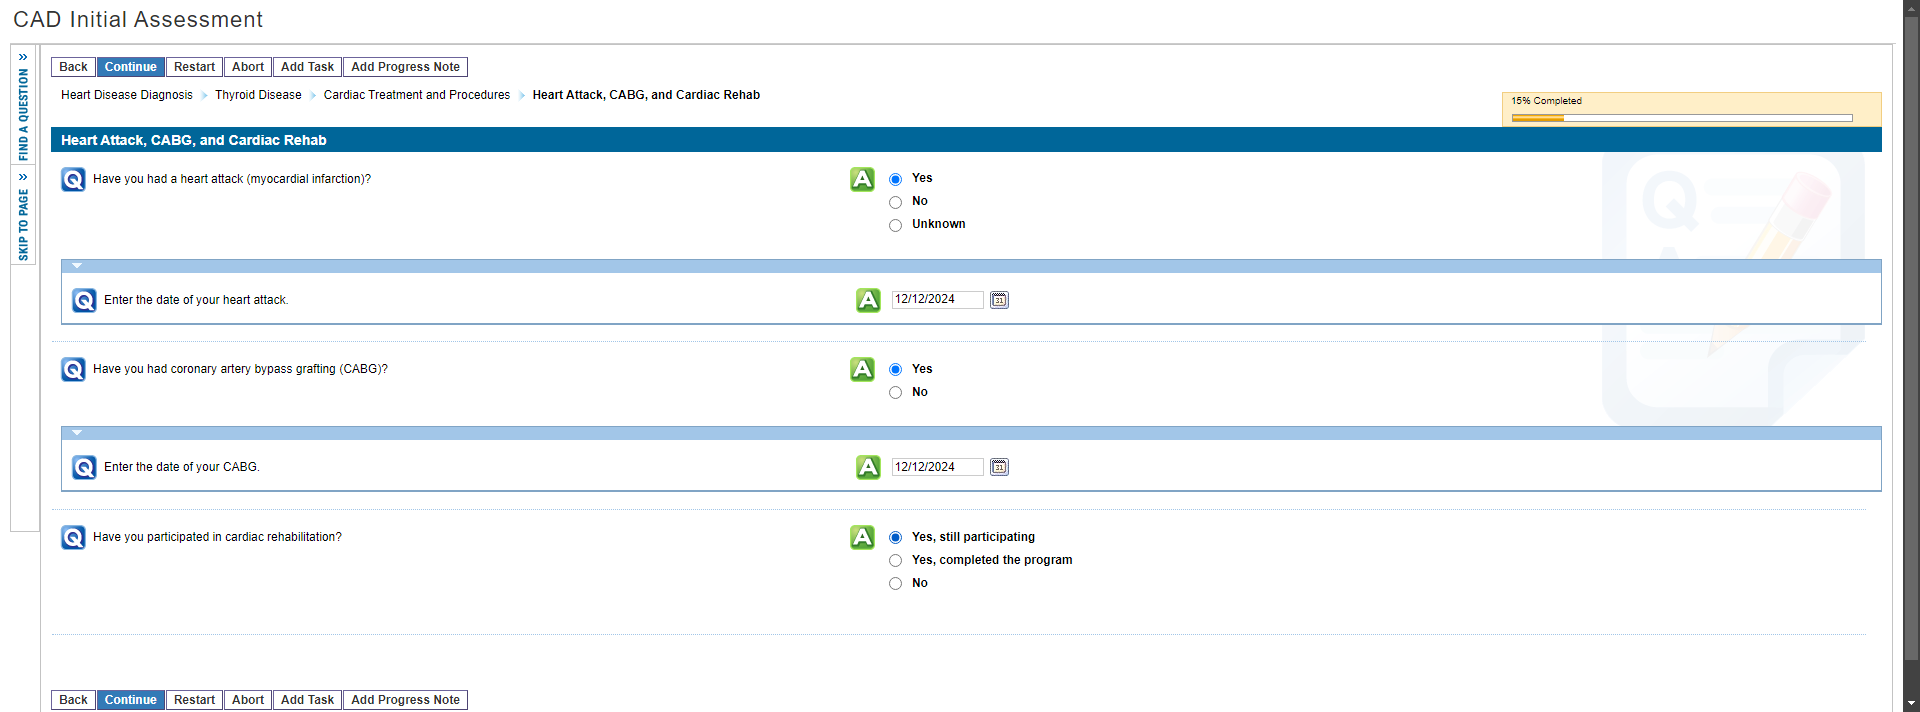 CAD Initial Assessment
» FIND A QUESTION
» SKIP TO PAGE
Back Continue Restart Abort Add Task Add Progress Note
Heart Disease Diagnosis Thyroid Disease Cardiac Treatment and Procedures Heart Attack, CABG, and Cardiac Rehab
15% Completed
Heart Attack, CABG, and Cardiac Rehab
Q Have you had a heart attack (myocardial infarction)? A Yes
No
Unknown
Q Enter the date of your heart attack. A 12/12/2024 31
Q Have you had coronary artery bypass grafting (CABG)? A Yes
No
Q Enter the date of your CABG. A 12/12/2024 31
Q Have you participated in cardiac rehabilitation? A Yes, still participating
Yes, completed the program
No
Back Continue Restart Abort Add Task Add Progress Note